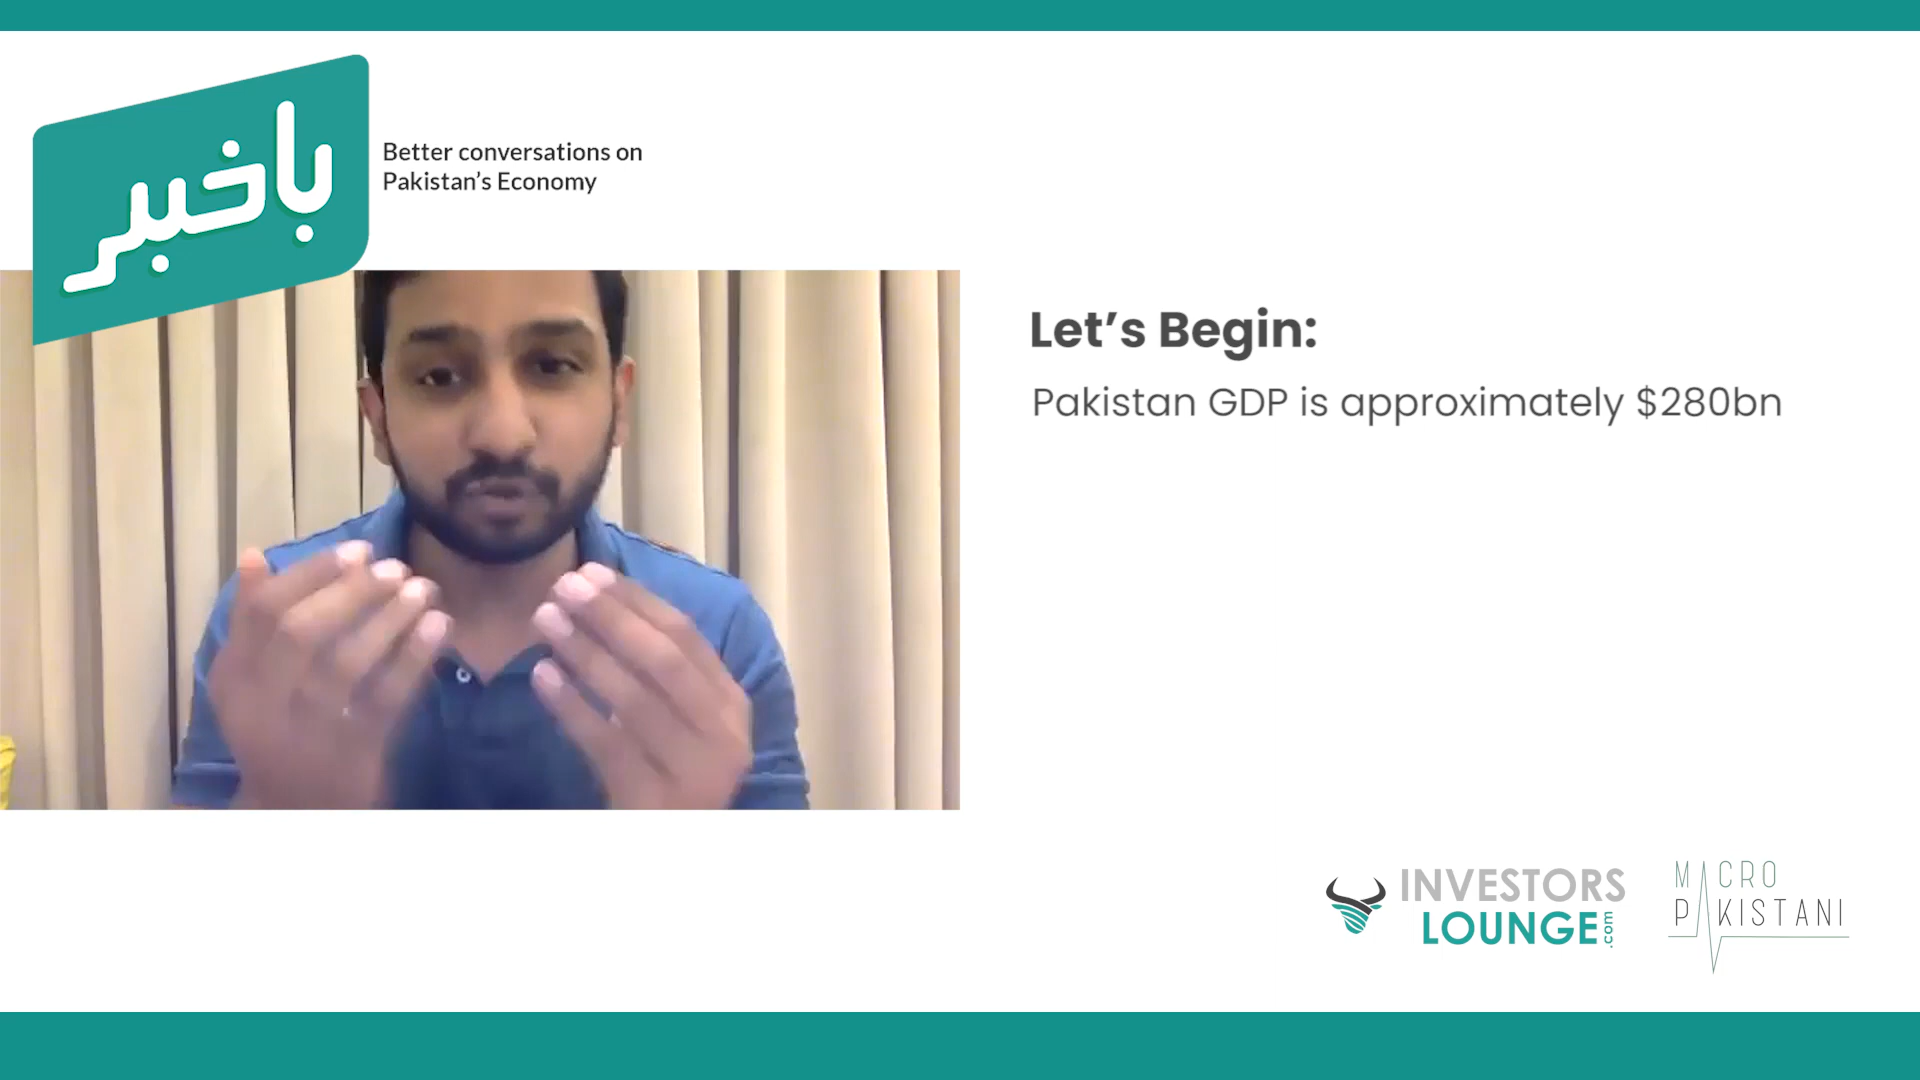 باخبر
Better conversations on
Pakistan’s Economy
Let’s Begin:
Pakistan GDP is approximately $280bn
INVESTORS
LOUNGE.com
MACRO
PAKISTANI